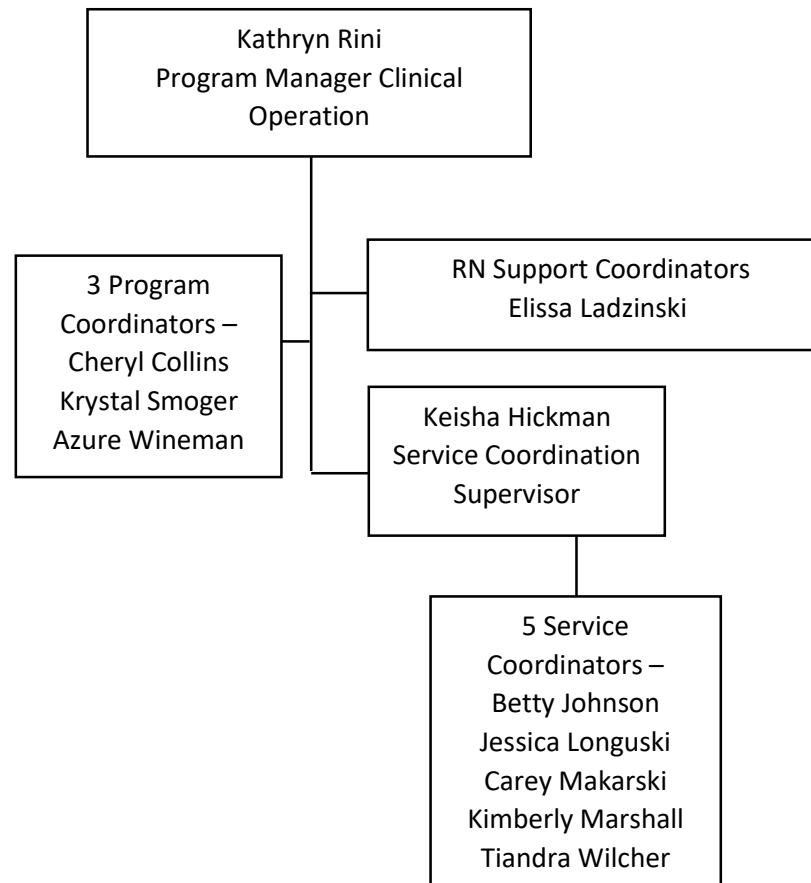 Kathryn Rini
Program Manager Clinical
Operation
3 Program
Coordinators –
Cheryl Collins
Krystal Smoger
Azure Wineman
RN Support Coordinators
Elissa Ladzinski
Keisha Hickman
Service Coordination
Supervisor
5 Service
Coordinators –
Betty Johnson
Jessica Longuski
Carey Makarski
Kimberly Marshall
Tiandra Wilcher